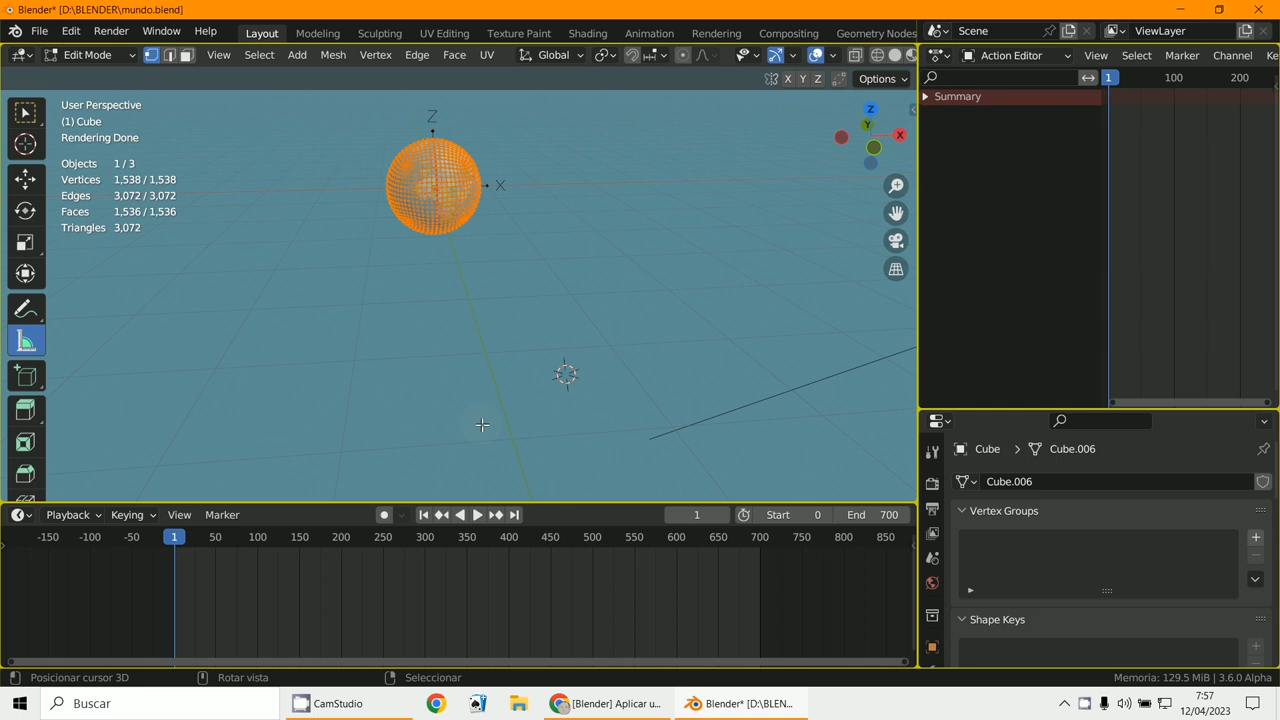 Blender* [D:\BLENDER\mundo.blend]
File Edit Render Window Help Layout Modeling Sculpting UV Editing Texture Paint Shading Animation Rendering Compositing Geometry Nodes Scene ViewLayer
Edit Mode View Select Add Mesh Vertex Edge Face UV Global Action Editor View Select Marker Channel Ke
X Y Z Options 1 100 200
User Perspective
(1) Cube
Rendering Done
Objects 1 / 3
Vertices 1,538 / 1,538
Edges 3,072 / 3,072
Faces 1,536 / 1,536
Triangles 3,072
Z
X
Z
Y
X
Summary
Cube Cube.006
Cube.006
Vertex Groups
Shape Keys
Playback Keying View Marker 1 Start 0 End 700
-150 -100 -50 1 50 100 150 200 250 300 350 400 450 500 550 600 650 700 750 800 850
Posicionar cursor 3D Rotar vista Seleccionar Memoria: 129.5 MiB | 3.6.0 Alpha
Buscar CamStudio [Blender] Aplicar u... Blender* [D:\BLEN... 7:57
12/04/2023